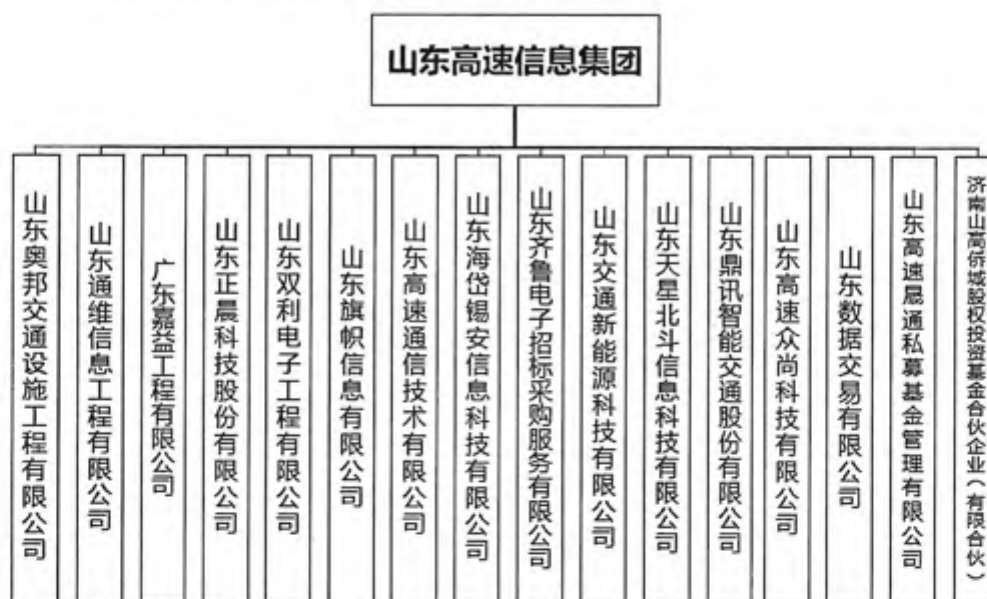 山东高速信息集团
山东奥邦交通设施工程有限公司
山东通维信息工程有限公司
广东嘉益工程有限公司
山东正晨科技股份有限公司
山东双利电子工程有限公司
山东旗帜信息有限公司
山东高速通信技术有限公司
山东海岱锡安信息科技有限公司
山东齐鲁电子招标采购服务有限公司
山东交通新能源科技有限公司
山东天星北斗信息科技有限公司
山东鼎讯智能交通股份有限公司
山东高速众尚科技有限公司
山东数据交易有限公司
山东高速恳通私募基金管理有限公司
济南山高侨城股权投资基金合伙企业（有限合伙）